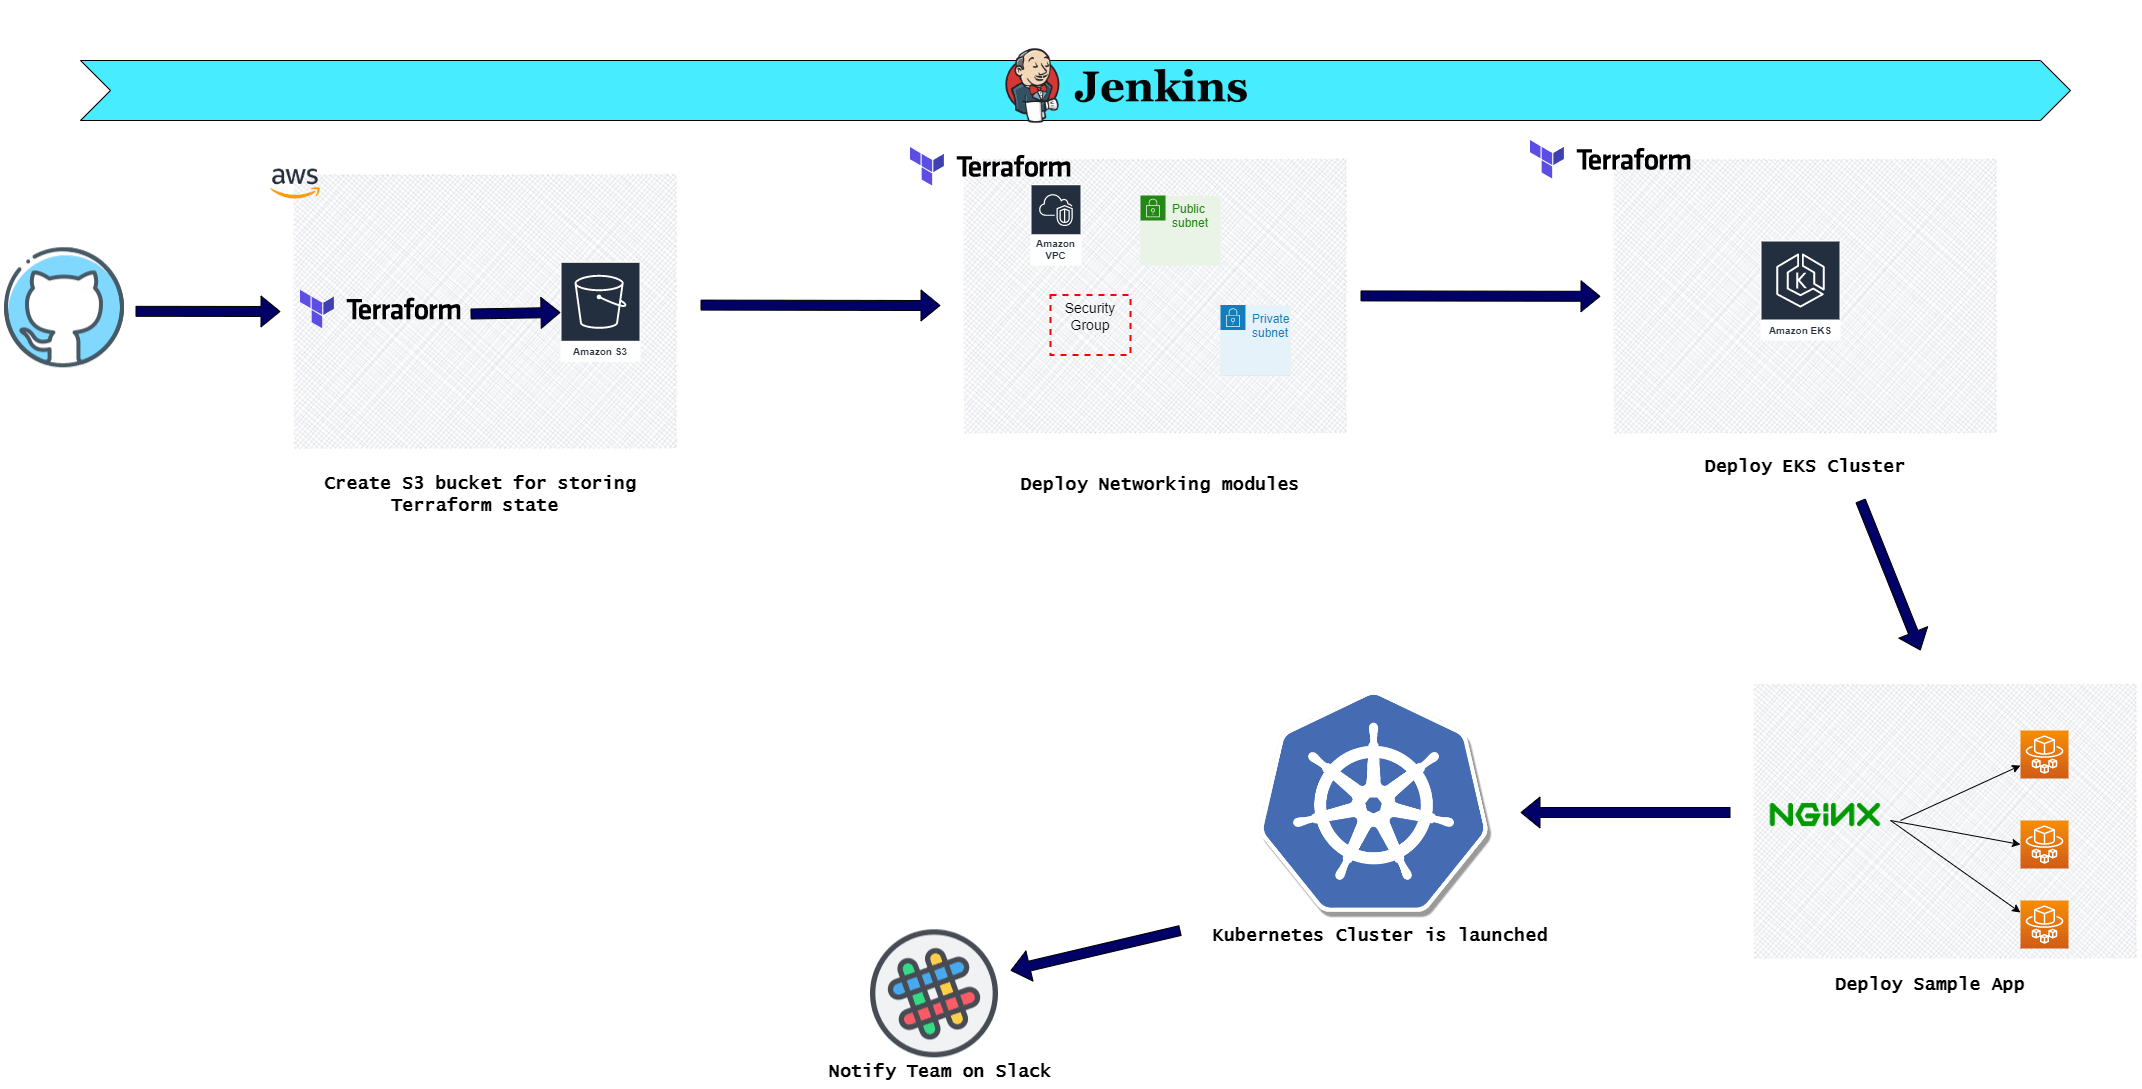 Jenkins
aws
Terraform
Amazon S3
Create S3 bucket for storing
Terraform state
Terraform
Amazon
VPC
Public
subnet
Security
Group
Private
subnet
Deploy Networking modules
Terraform
K
Amazon EKS
Deploy EKS Cluster
NGINX
Deploy Sample App
Kubernetes Cluster is launched
Notify Team on Slack